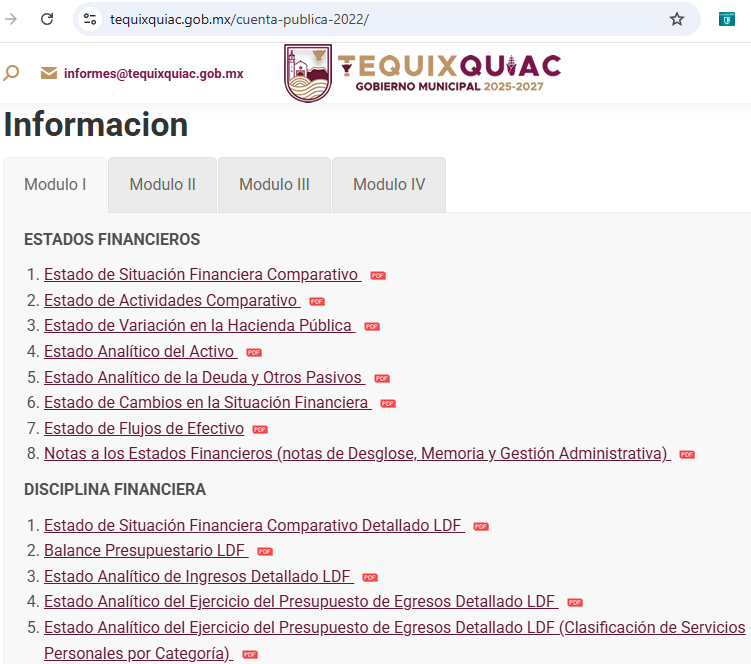 tequixquiac.gob.mx/cuenta-publica-2022/
informes@tequixquiac.gob.mx
TEQUIXQUIAC
GOBIERNO MUNICIPAL 2025-2027
Informacion
Modulo I Modulo II Modulo III Modulo IV
ESTADOS FINANCIEROS
1. Estado de Situación Financiera Comparativo PDF
2. Estado de Actividades Comparativo PDF
3. Estado de Variación en la Hacienda Pública PDF
4. Estado Analítico del Activo PDF
5. Estado Analítico de la Deuda y Otros Pasivos PDF
6. Estado de Cambios en la Situación Financiera PDF
7. Estado de Flujos de Efectivo PDF
8. Notas a los Estados Financieros (notas de Desglose, Memoria y Gestión Administrativa) PDF
DISCIPLINA FINANCIERA
1. Estado de Situación Financiera Comparativo Detallado LDF PDF
2. Balance Presupuestario LDF PDF
3. Estado Analítico de Ingresos Detallado LDF PDF
4. Estado Analítico del Ejercicio del Presupuesto de Egresos Detallado LDF PDF
5. Estado Analítico del Ejercicio del Presupuesto de Egresos Detallado LDF (Clasificación de Servicios
Personales por Categoría) PDF